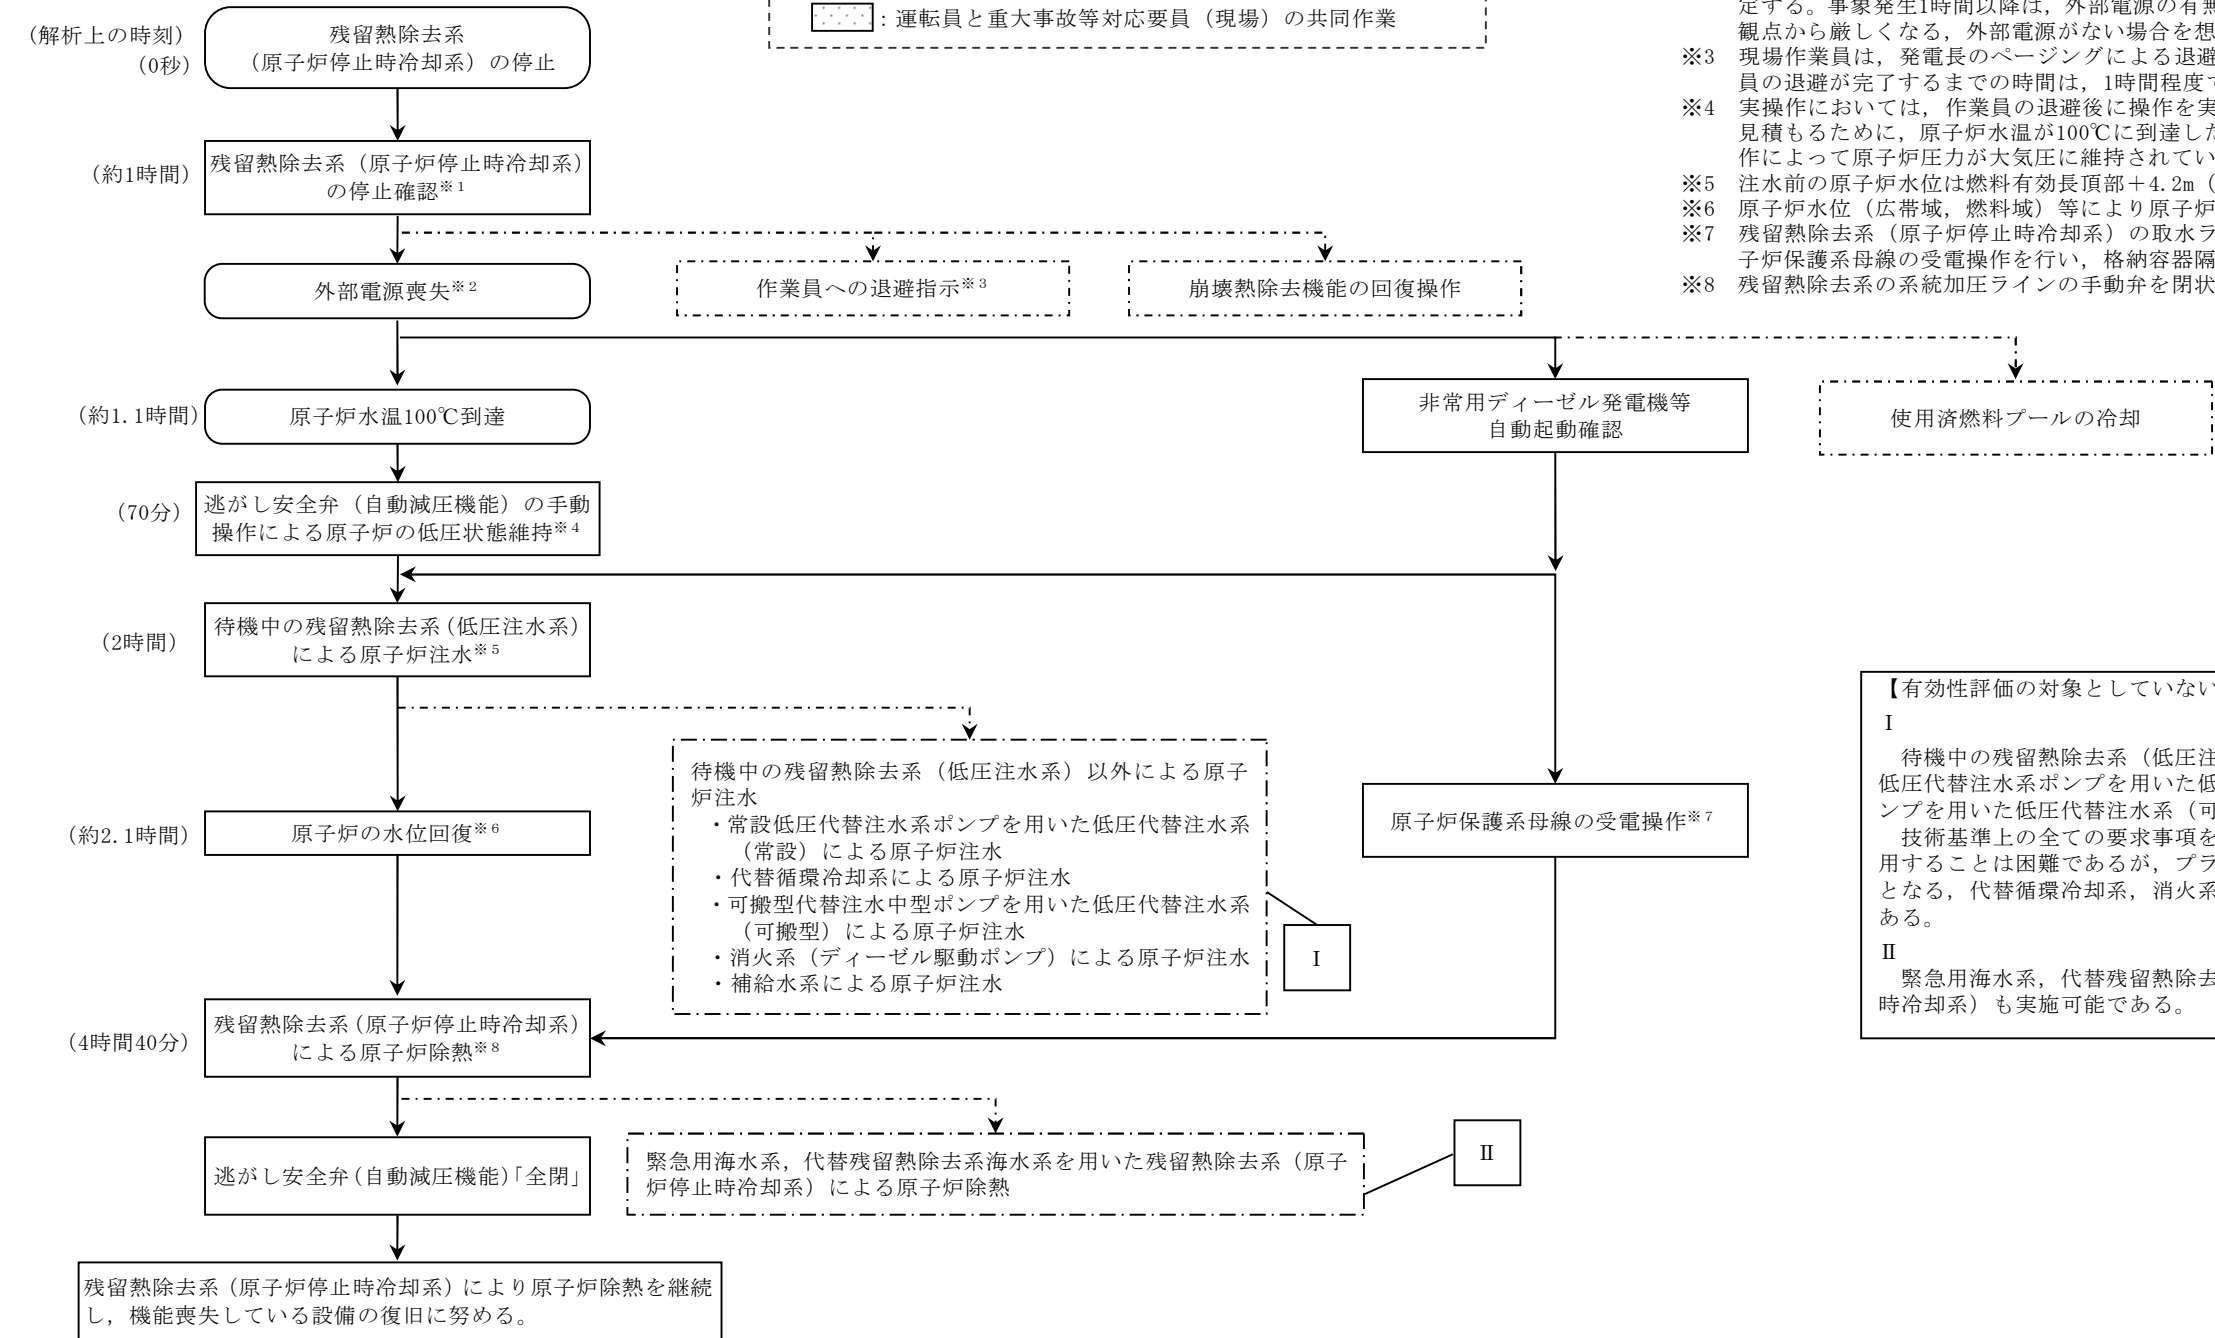 ：運転員と重大事故等対応要員（現場）の共同作業
定する。事象発生1時間以降は，外部電源の有無
観点から厳しくなる，外部電源がない場合を想
※3　現場作業員は，発電長のページングによる退避
員の退避が完了するまでの時間は，1時間程度で
※4　実操作においては，作業員の退避後に操作を実
見積もるために，原子炉水温が100℃に到達した
作によって原子炉圧力が大気圧に維持されてい
※5　注水前の原子炉水位は燃料有効長頂部＋4.2m（
※6　原子炉水位（広帯域，燃料域）等により原子炉
※7　残留熱除去系（原子炉停止時冷却系）の取水ラ
子炉保護系母線の受電操作を行い，格納容器隔
※8　残留熱除去系の系統加圧ラインの手動弁を閉状
（解析上の時刻）
（0秒）
残留熱除去系
（原子炉停止時冷却系）の停止
（約1時間）
残留熱除去系（原子炉停止時冷却系）
の停止確認※1
外部電源喪失※2
作業員への退避指示※3
崩壊熱除去機能の回復操作
（約1.1時間）
原子炉水温100℃到達
非常用ディーゼル発電機等
自動起動確認
使用済燃料プールの冷却
（70分）
逃がし安全弁（自動減圧機能）の手動
操作による原子炉の低圧状態維持※4
（2時間）
待機中の残留熱除去系（低圧注水系）
による原子炉注水※5
待機中の残留熱除去系（低圧注水系）以外による原子
炉注水
・常設低圧代替注水系ポンプを用いた低圧代替注水系
（常設）による原子炉注水
・代替循環冷却系による原子炉注水
・可搬型代替注水中型ポンプを用いた低圧代替注水系
（可搬型）による原子炉注水
・消火系（ディーゼル駆動ポンプ）による原子炉注水
・補給水系による原子炉注水
Ⅰ
（約2.1時間）
原子炉の水位回復※6
原子炉保護系母線の受電操作※7
【有効性評価の対象としていない
Ⅰ
待機中の残留熱除去系（低圧注
低圧代替注水系ポンプを用いた低
ンプを用いた低圧代替注水系（可
技術基準上の全ての要求事項を
用することは困難であるが，プラ
となる，代替循環冷却系，消火系
ある。
Ⅱ
緊急用海水系，代替残留熱除去
時冷却系）も実施可能である。
（4時間40分）
残留熱除去系（原子炉停止時冷却系）
による原子炉除熱※8
逃がし安全弁（自動減圧機能）「全閉」
緊急用海水系，代替残留熱除去系海水系を用いた残留熱除去系（原子
炉停止時冷却系）による原子炉除熱
Ⅱ
残留熱除去系（原子炉停止時冷却系）により原子炉除熱を継続
し，機能喪失している設備の復旧に努める。